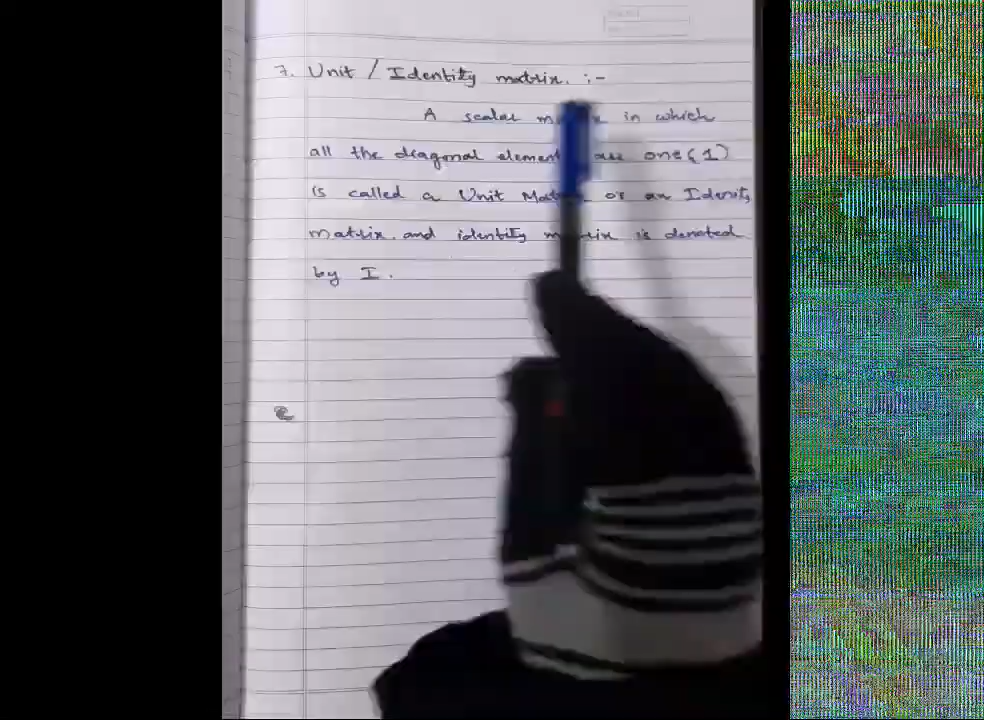 7. Unit / Identity matrix. :-
A scalar in which
all the diagonal element are one(1)
is called a Unit or an Idenity
matrix. and identity is denoted
by I.